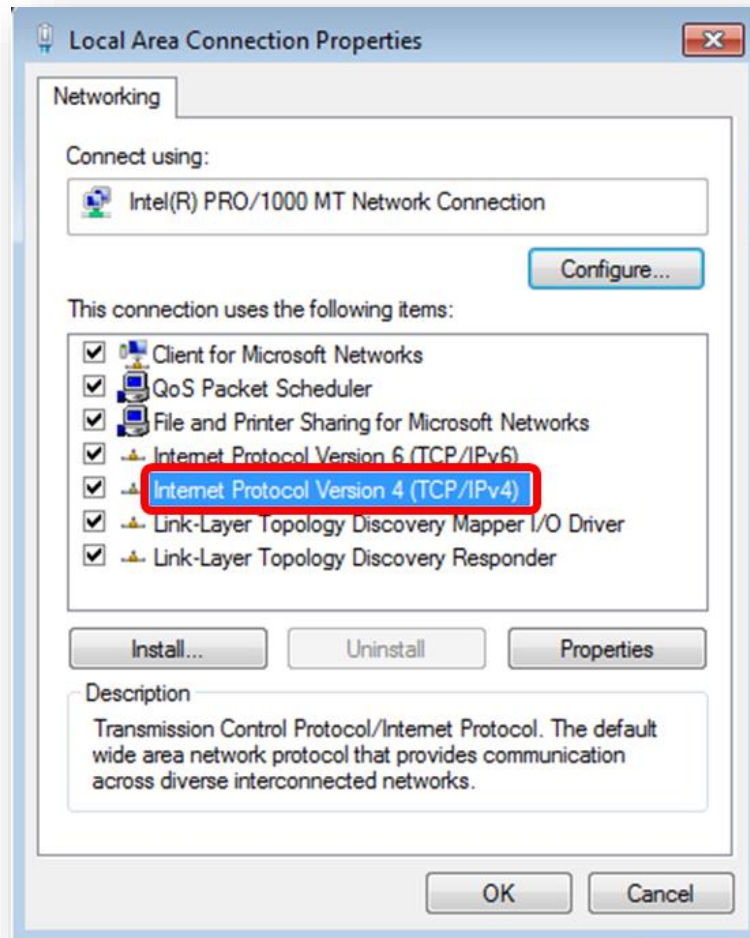 Local Area Connection Properties
Networking
Connect using:
Intel(R) PRO/1000 MT Network Connection
Configure...
This connection uses the following items:
Client for Microsoft Networks
QoS Packet Scheduler
File and Printer Sharing for Microsoft Networks
Internet Protocol Version 6 (TCP/IPv6)
Internet Protocol Version 4 (TCP/IPv4)
Link-Layer Topology Discovery Mapper I/O Driver
Link-Layer Topology Discovery Responder
Install... Uninstall Properties
Description
Transmission Control Protocol/Internet Protocol. The default
wide area network protocol that provides communication
across diverse interconnected networks.
OK Cancel